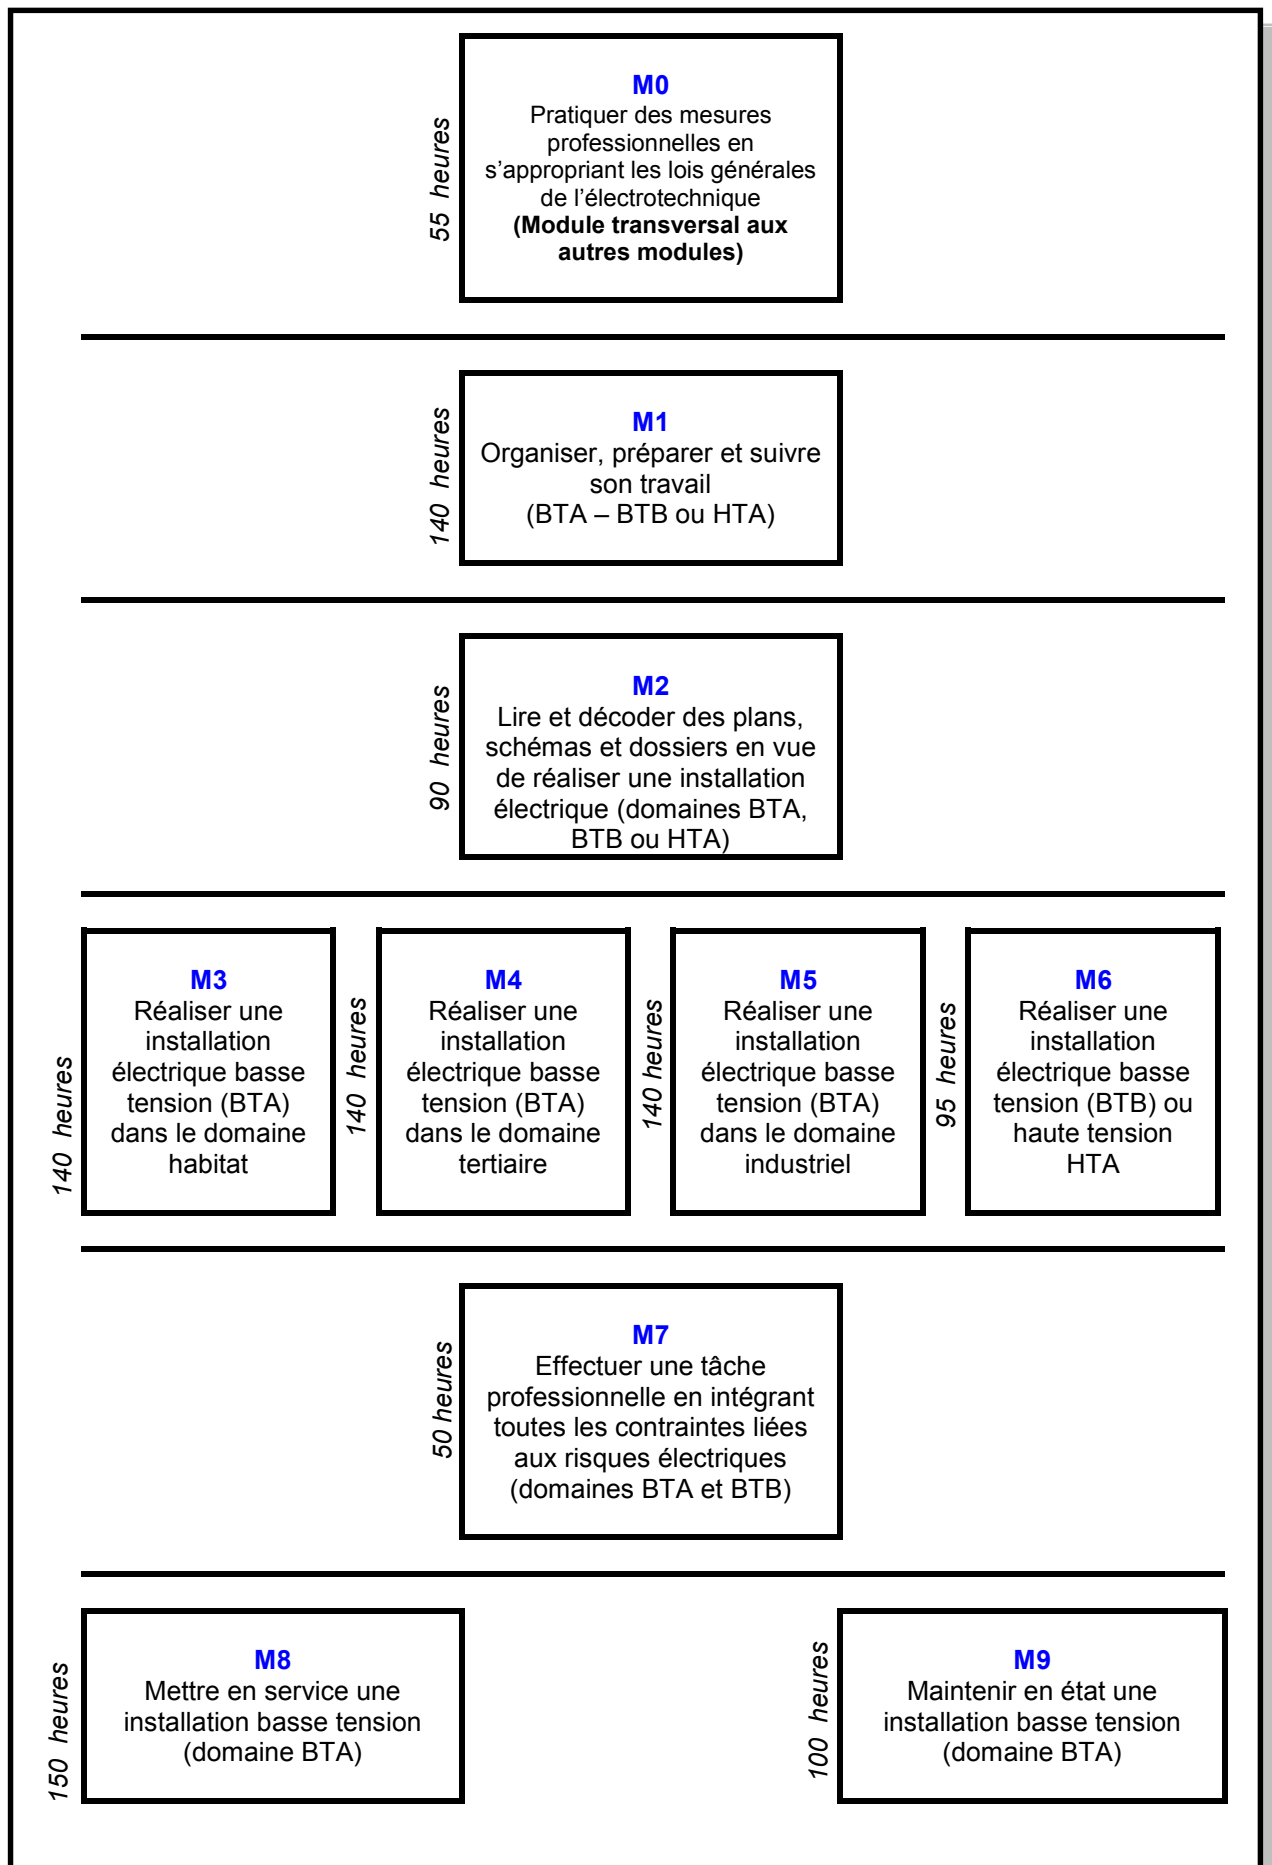 55 heures
M0
Pratiquer des mesures
professionnelles en
s’appropriant les lois générales
de l’électrotechnique
(Module transversal aux
autres modules)
140 heures
M1
Organiser, préparer et suivre
son travail
(BTA – BTB ou HTA)
90 heures
M2
Lire et décoder des plans,
schémas et dossiers en vue
de réaliser une installation
électrique (domaines BTA,
BTB ou HTA)
140 heures
M3
Réaliser une
installation
électrique basse
tension (BTA)
dans le domaine
habitat
140 heures
M4
Réaliser une
installation
électrique basse
tension (BTA)
dans le domaine
tertiaire
140 heures
M5
Réaliser une
installation
électrique basse
tension (BTA)
dans le domaine
industriel
95 heures
M6
Réaliser une
installation
électrique basse
tension (BTB) ou
haute tension
HTA
50 heures
M7
Effectuer une tâche
professionnelle en intégrant
toutes les contraintes liées
aux risques électriques
(domaines BTA et BTB)
150 heures
M8
Mettre en service une
installation basse tension
(domaine BTA)
100 heures
M9
Maintenir en état une
installation basse tension
(domaine BTA)